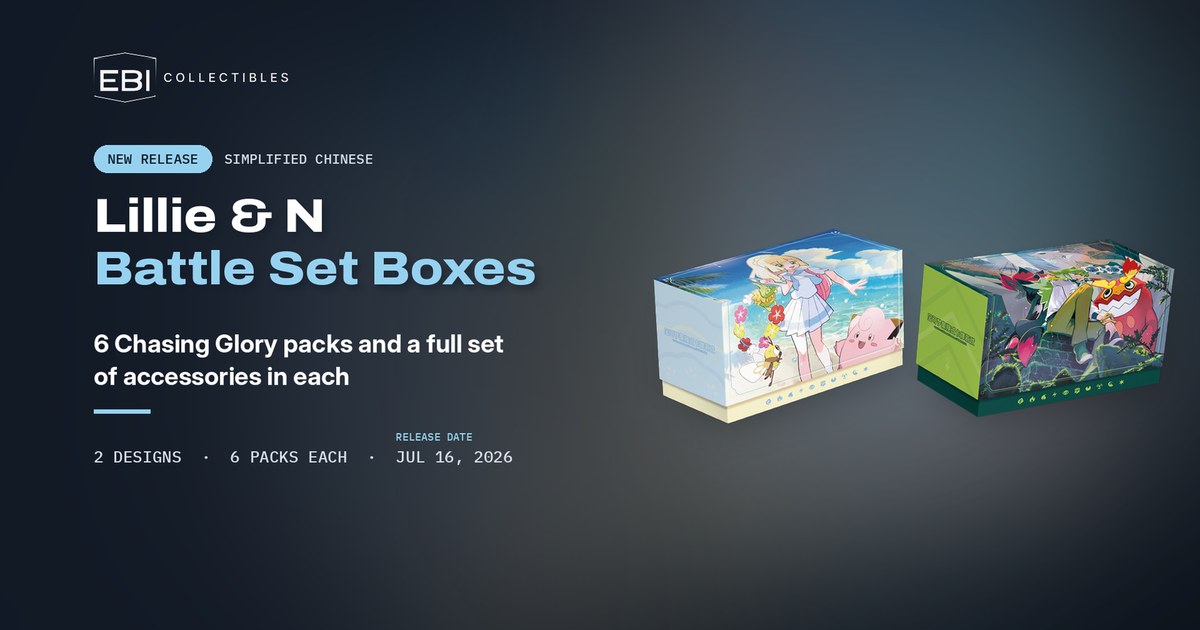 EBI COLLECTIBLES
NEW RELEASE SIMPLIFIED CHINESE
Lillie & N
Battle Set Boxes
6 Chasing Glory packs and a full set
of accessories in each
RELEASE DATE
2 DESIGNS · 6 PACKS EACH · JUL 16, 2026